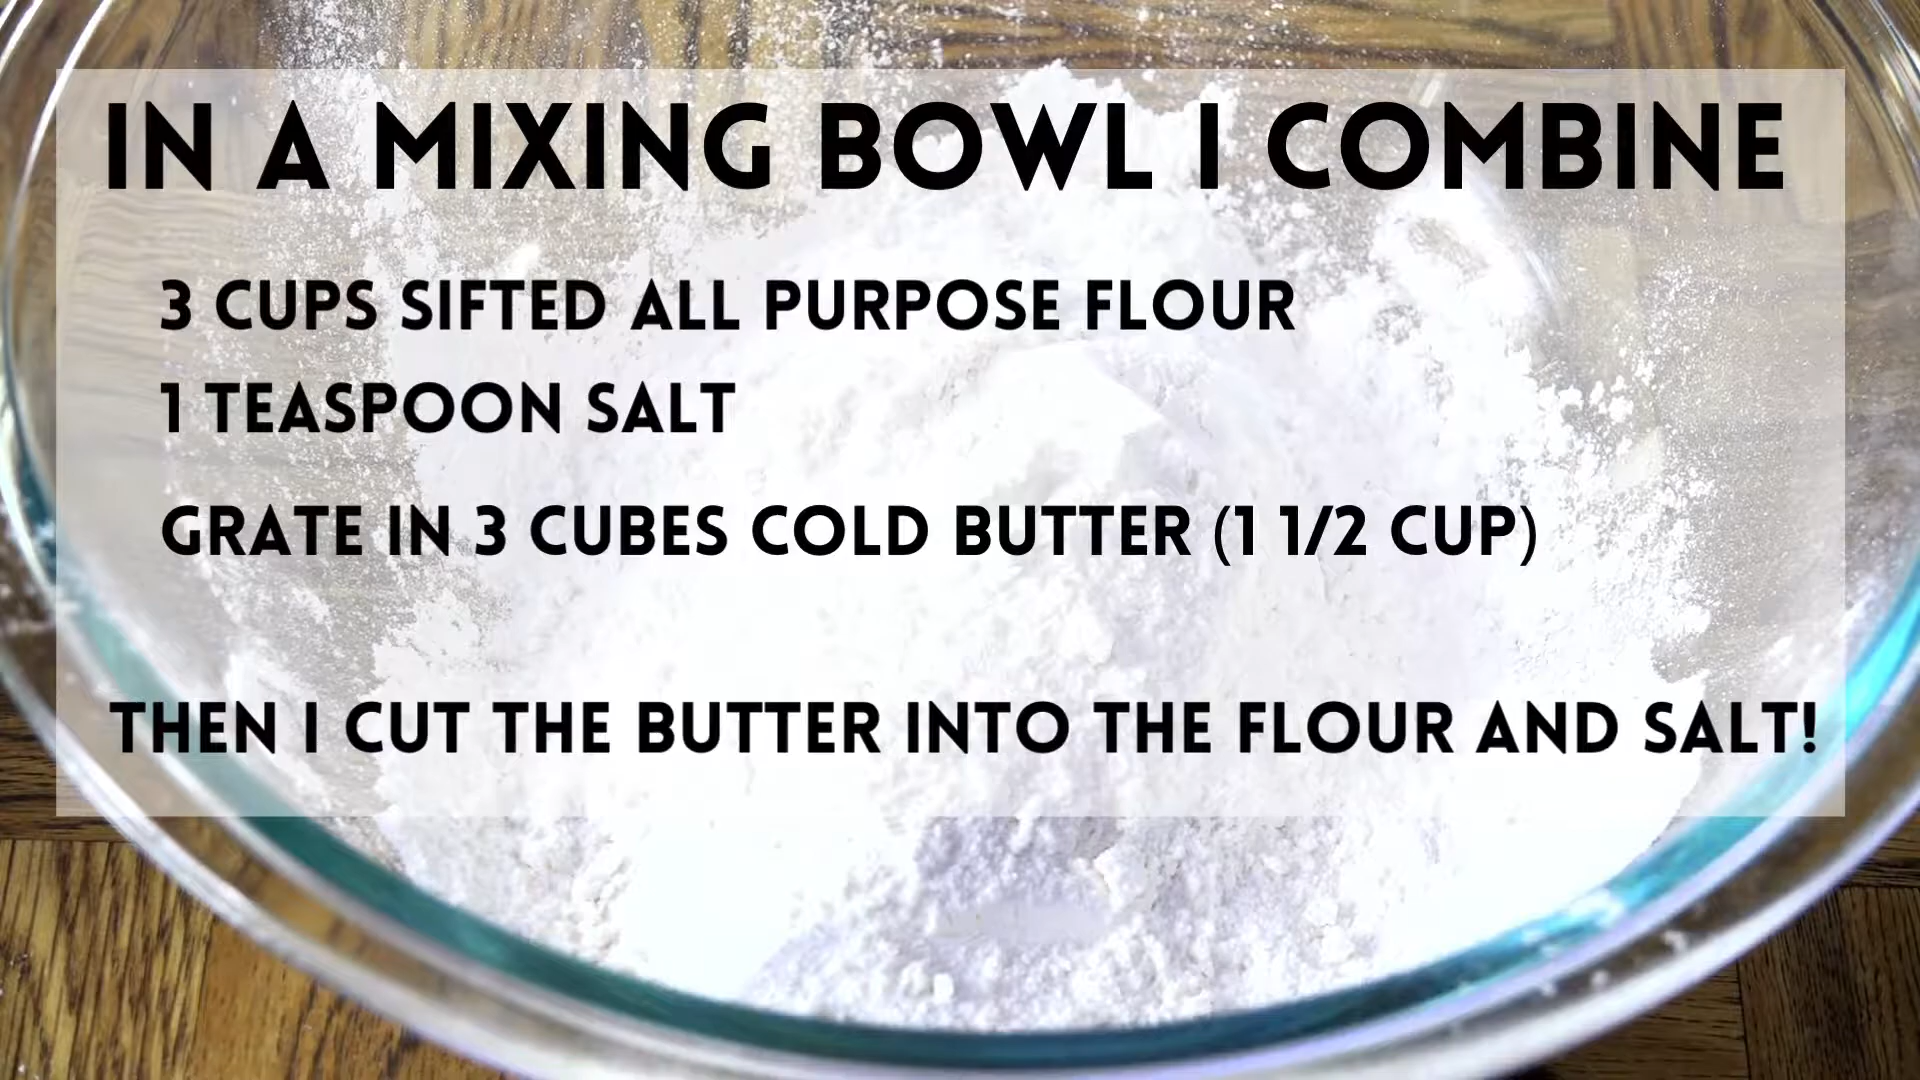 IN A MIXING BOWL I COMBINE
3 CUPS SIFTED ALL PURPOSE FLOUR
1 TEASPOON SALT
GRATE IN 3 CUBES COLD BUTTER (1 1/2 CUP)
THEN I CUT THE BUTTER INTO THE FLOUR AND SALT!